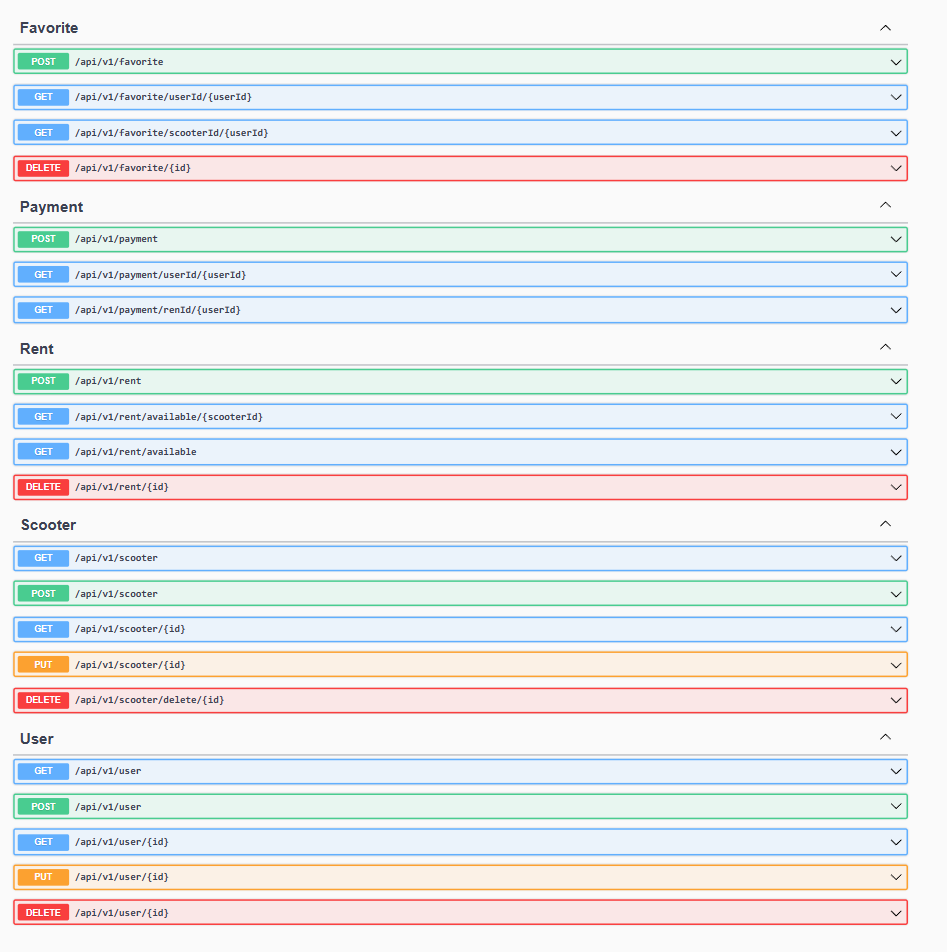 Favorite
POST /api/v1/favorite
GET /api/v1/favorite/userId/{userId}
GET /api/v1/favorite/scooterId/{userId}
DELETE /api/v1/favorite/{id}
Payment
POST /api/v1/payment
GET /api/v1/payment/userId/{userId}
GET /api/v1/payment/renId/{userId}
Rent
POST /api/v1/rent
GET /api/v1/rent/available/{scooterId}
GET /api/v1/rent/available
DELETE /api/v1/rent/{id}
Scooter
GET /api/v1/scooter
POST /api/v1/scooter
GET /api/v1/scooter/{id}
PUT /api/v1/scooter/{id}
DELETE /api/v1/scooter/delete/{id}
User
GET /api/v1/user
POST /api/v1/user
GET /api/v1/user/{id}
PUT /api/v1/user/{id}
DELETE /api/v1/user/{id}